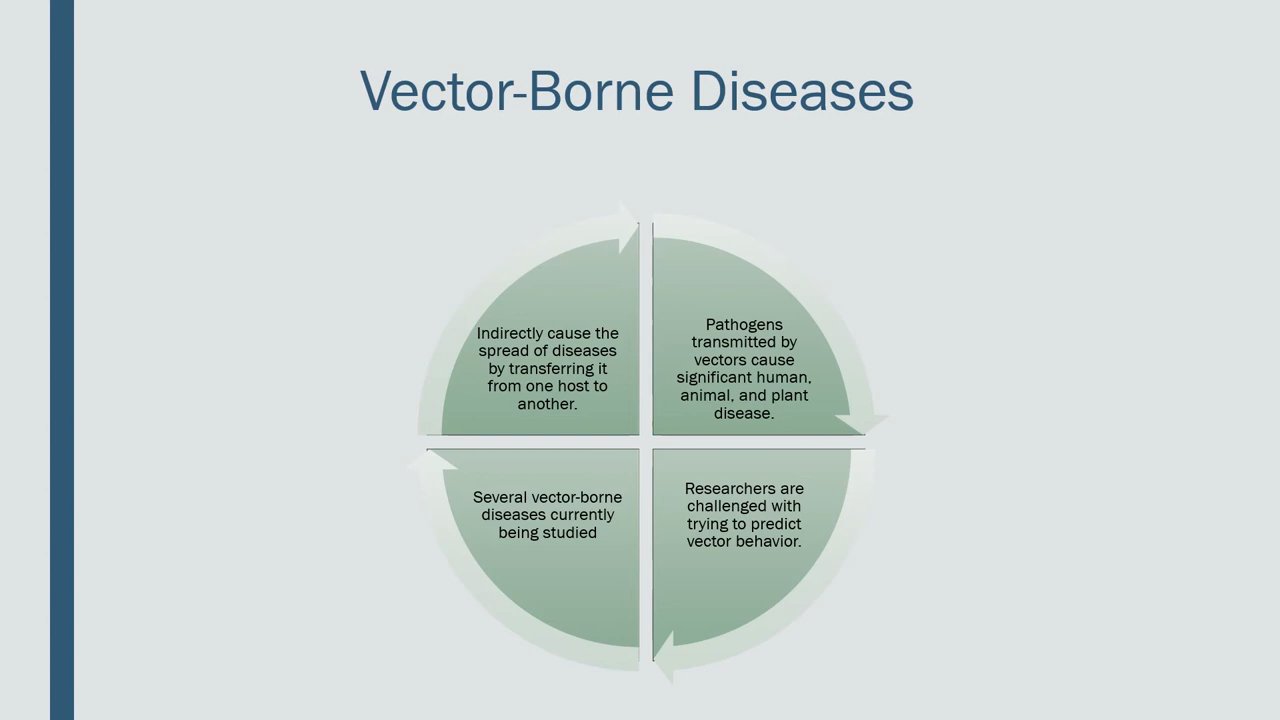 Vector-Borne Diseases
Indirectly cause the
spread of diseases
by transferring it
from one host to
another.
Pathogens
transmitted by
vectors cause
significant human,
animal, and plant
disease.
Several vector-borne
diseases currently
being studied
Researchers are
challenged with
trying to predict
vector behavior.